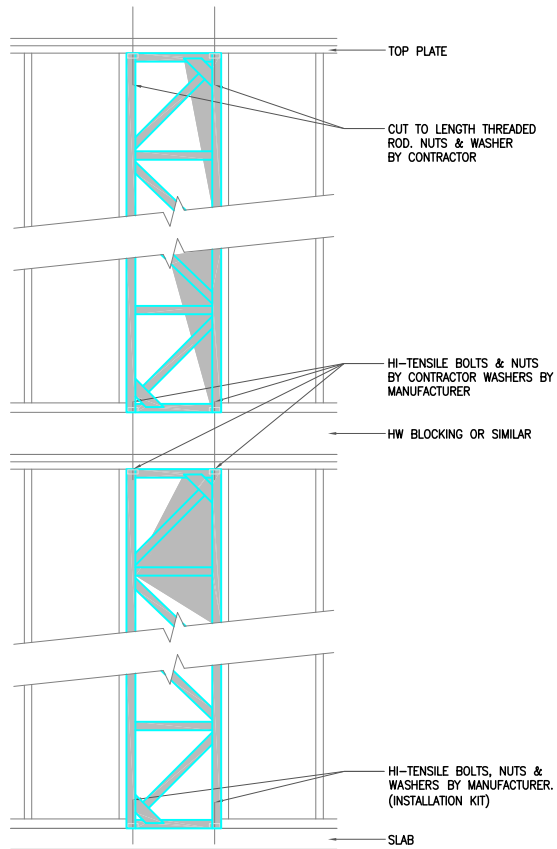 TOP PLATE
CUT TO LENGTH THREADED
ROD. NUTS & WASHER
BY CONTRACTOR
HI-TENSILE BOLTS & NUTS
BY CONTRACTOR WASHERS BY
MANUFACTURER
HW BLOCKING OR SIMILAR
HI-TENSILE BOLTS, NUTS &
WASHERS BY MANUFACTURER.
(INSTALLATION KIT)
SLAB